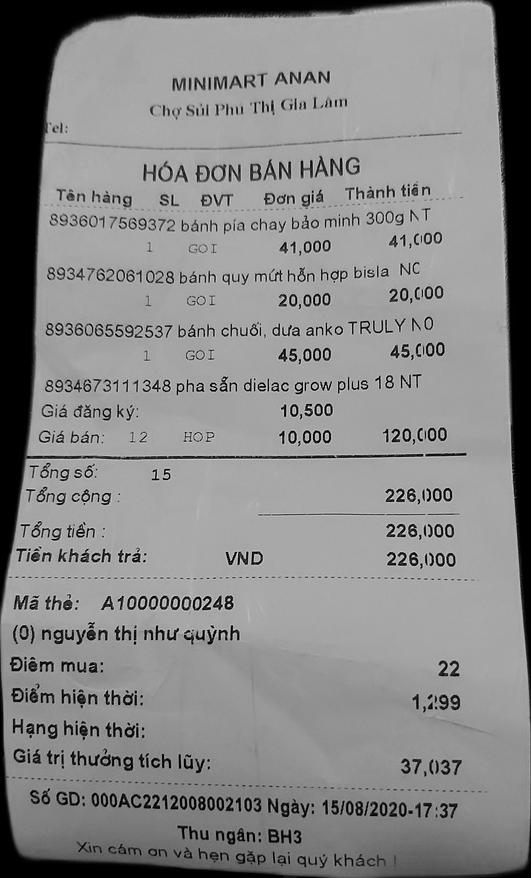 MINIMART ANAN
Chợ Sủi Phú Thị Gia Lâm
Tel:
HÓA ĐƠN BÁN HÀNG
Tên hàng SL ĐVT Đơn giá Thành tiền
8936017569372 bánh pía chay bảo minh 300g NT
1 GOI 41,000 41,000
8934762061028 bánh quy mứt hỗn hợp bisla NC
1 GOI 20,000 20,000
8936065592537 bánh chuối, dưa anko TRULY N0
1 GOI 45,000 45,000
8934673111348 pha sẵn dielac grow plus 18 NT
Giá đăng ký: 10,500
Giá bán: 12 HOP 10,000 120,000
Tổng số: 15
Tổng cộng : 226,000
Tổng tiền : 226,000
Tiền khách trả: VND 226,000
Mã thẻ: A10000000248
(0) nguyễn thị như quỳnh
Điểm mua: 22
Điểm hiện thời: 1,299
Hạng hiện thời:
Giá trị thưởng tích lũy: 37,037
Số GD: 000AC2212008002103 Ngày: 15/08/2020-17:37
Thu ngân: BH3
Xin cám ơn và hẹn gặp lại quý khách !